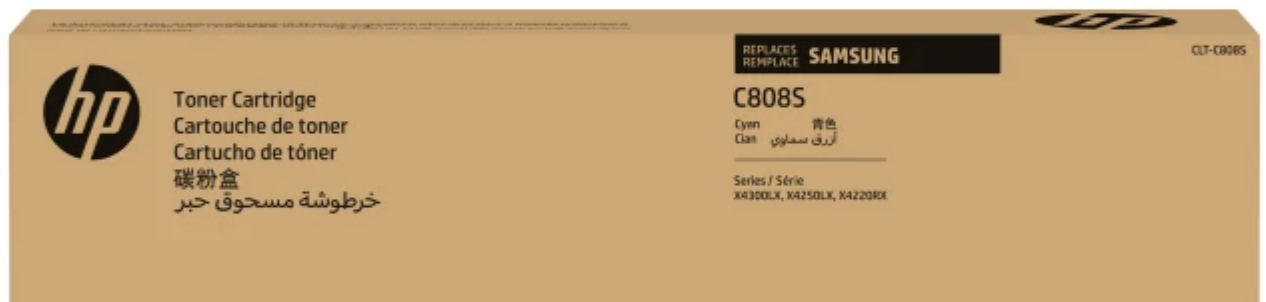 hp
hp
Toner Cartridge
Cartouche de toner
Cartucho de tóner
碳粉盒
خرطوشة مسحوق حبر
REPLACES
REMPLACE SAMSUNG
CLT-C808S
C808S
Cyan 青色
Cian أزرق سماوي
Series / Série
X4300LX, X4250LX, X4220RX